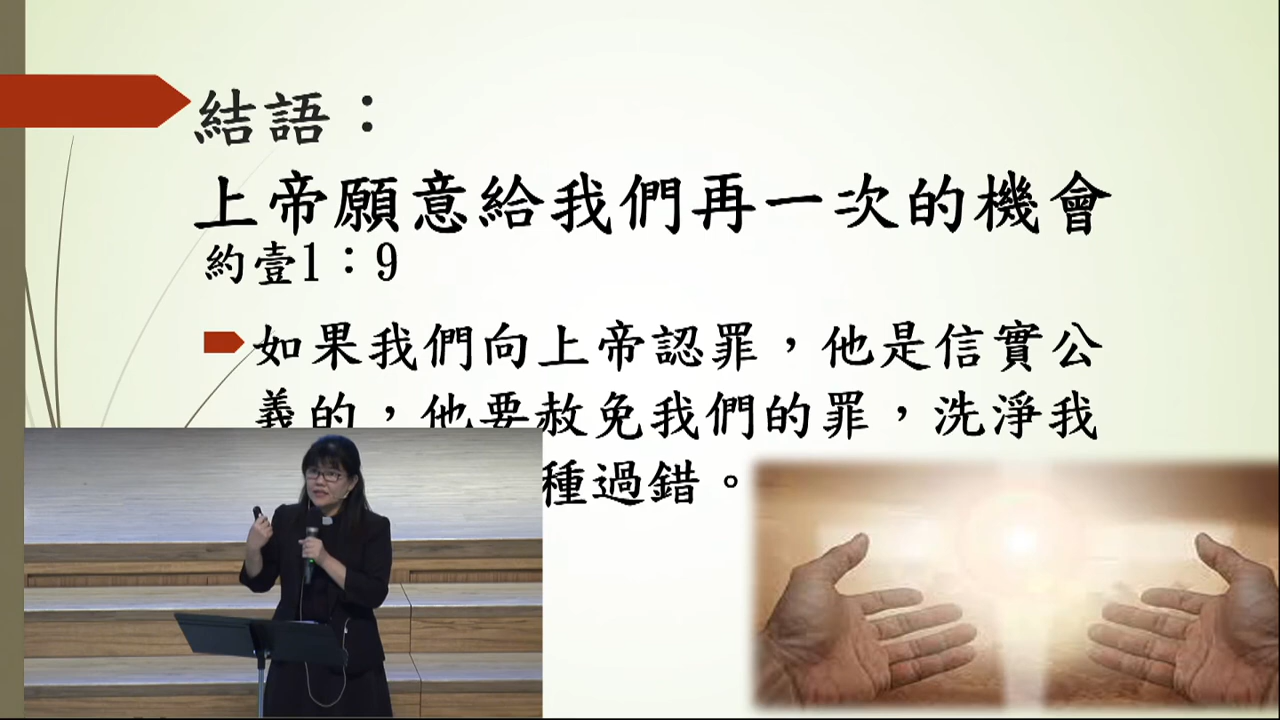 結語：
上帝願意給我們再一次的機會
約壹1：9
如果我們向上帝認罪，他是信實公
義的，他要赦免我們的罪，洗淨我
種過錯。